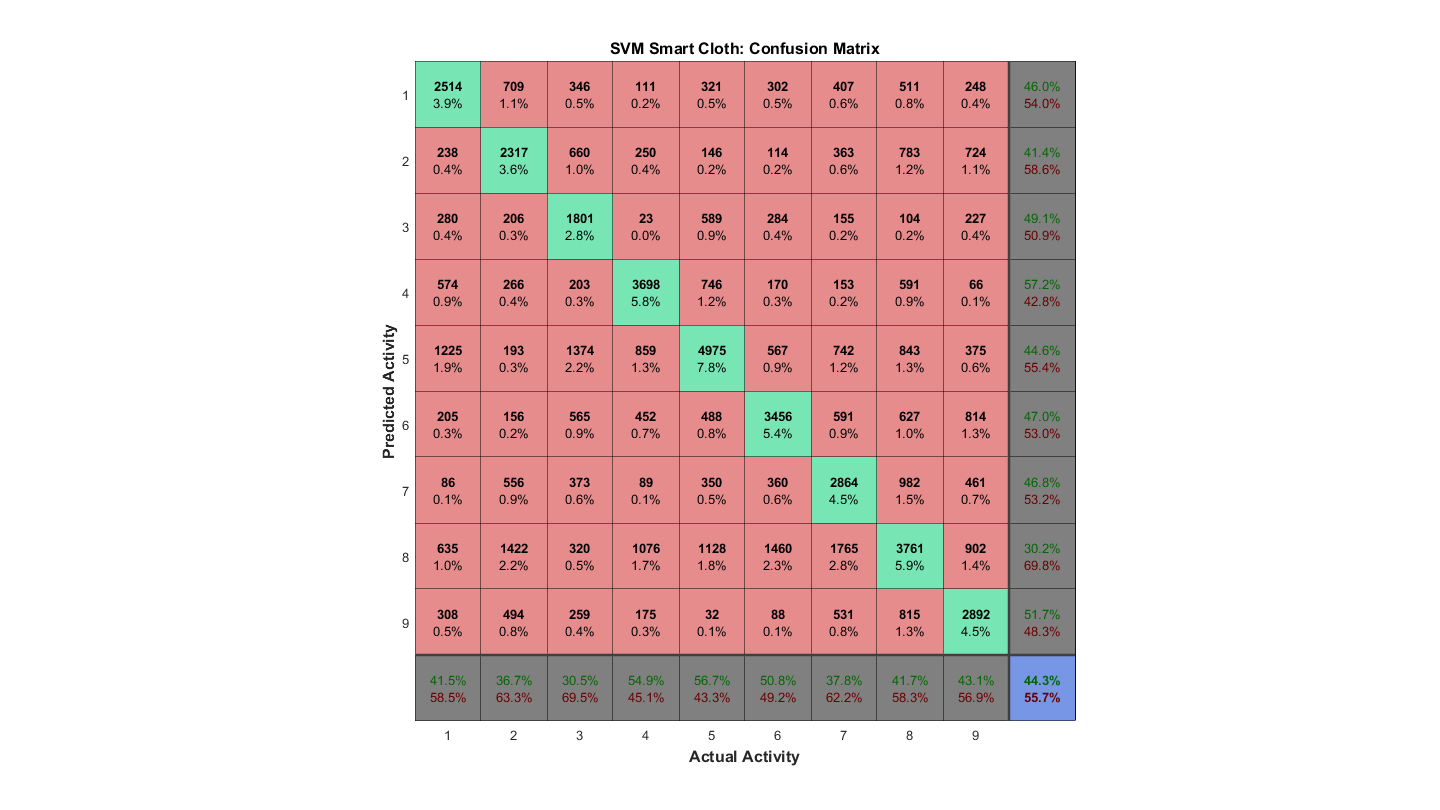 SVM Smart Cloth: Confusion Matrix
2514 709 346 111 321 302 407 511 248 46.0%
1
3.9% 1.1% 0.5% 0.2% 0.5% 0.5% 0.6% 0.8% 0.4% 54.0%
238 2317 660 250 146 114 363 783 724 41.4%
2
0.4% 3.6% 1.0% 0.4% 0.2% 0.2% 0.6% 1.2% 1.1% 58.6%
280 206 1801 23 589 284 155 104 227 49.1%
3
0.4% 0.3% 2.8% 0.0% 0.9% 0.4% 0.2% 0.2% 0.4% 50.9%
574 266 203 3698 746 170 153 591 66 57.2%
4
0.9% 0.4% 0.3% 5.8% 1.2% 0.3% 0.2% 0.9% 0.1% 42.8%
1225 193 1374 859 4975 567 742 843 375 44.6%
5
1.9% 0.3% 2.2% 1.3% 7.8% 0.9% 1.2% 1.3% 0.6% 55.4%
Predicted Activity
205 156 565 452 488 3456 591 627 814 47.0%
6
0.3% 0.2% 0.9% 0.7% 0.8% 5.4% 0.9% 1.0% 1.3% 53.0%
86 556 373 89 350 360 2864 982 461 46.8%
7
0.1% 0.9% 0.6% 0.1% 0.5% 0.6% 4.5% 1.5% 0.7% 53.2%
635 1422 320 1076 1128 1460 1765 3761 902 30.2%
8
1.0% 2.2% 0.5% 1.7% 1.8% 2.3% 2.8% 5.9% 1.4% 69.8%
308 494 259 175 32 88 531 815 2892 51.7%
9
0.5% 0.8% 0.4% 0.3% 0.1% 0.1% 0.8% 1.3% 4.5% 48.3%
41.5% 36.7% 30.5% 54.9% 56.7% 50.8% 37.8% 41.7% 43.1% 44.3%
58.5% 63.3% 69.5% 45.1% 43.3% 49.2% 62.2% 58.3% 56.9% 55.7%
1 2 3 4 5 6 7 8 9
Actual Activity